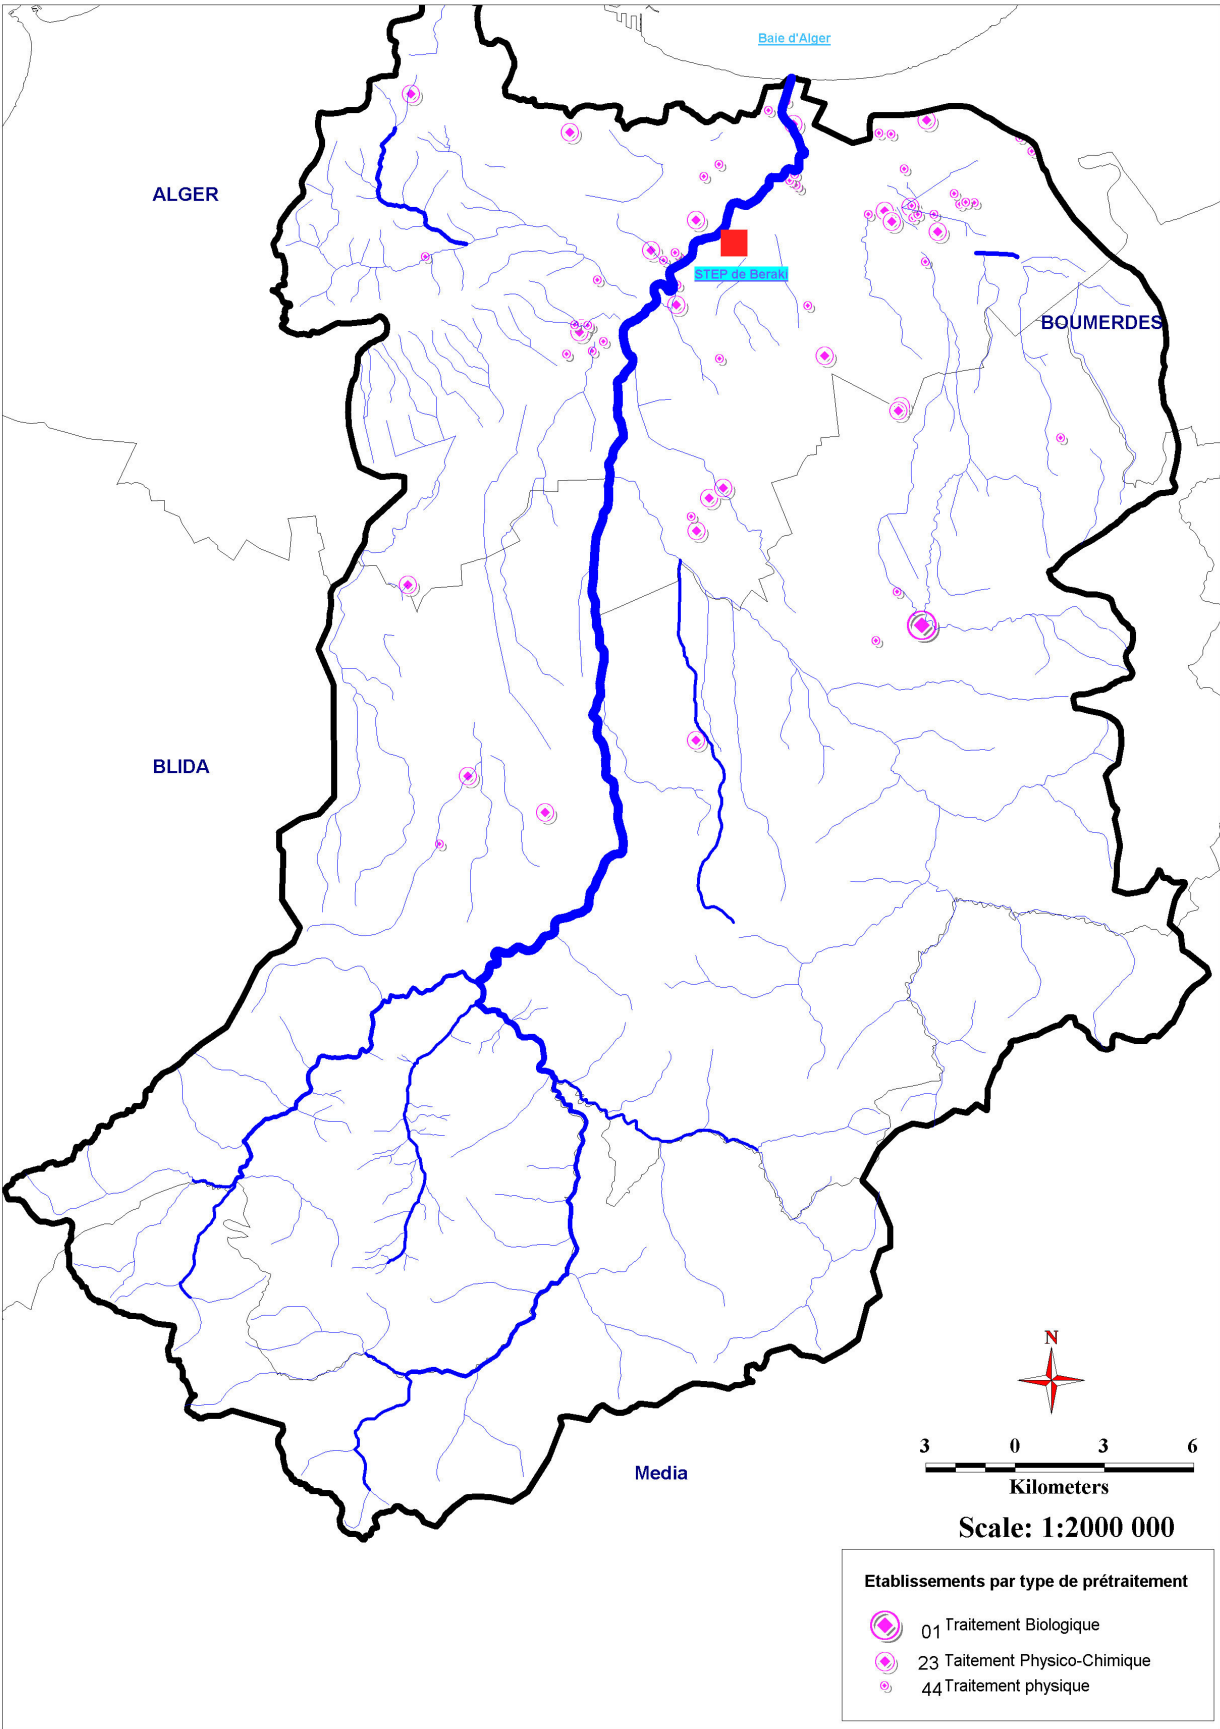 Baie d'Alger
ALGER
STEP de Beraki
BOUMERDES
BLIDA
N
Media
3 0 3 6
Kilometers
Scale: 1:2000 000
Etablissements par type de prétraitement
01 Traitement Biologique
23 Taitement Physico-Chimique
44 Traitement physique